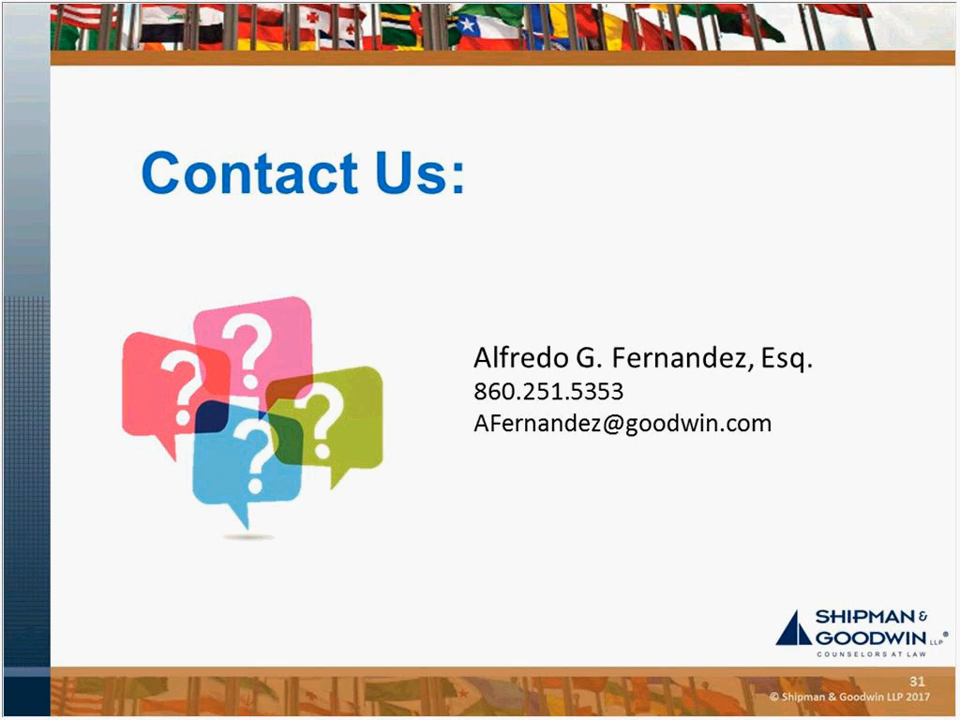 Contact Us:
? ? ? ?
Alfredo G. Fernandez, Esq.
860.251.5353
AFernandez@goodwin.com
SHIPMAN &
GOODWIN LLP®
COUNSELORS AT LAW
31
© Shipman & Goodwin LLP 2017